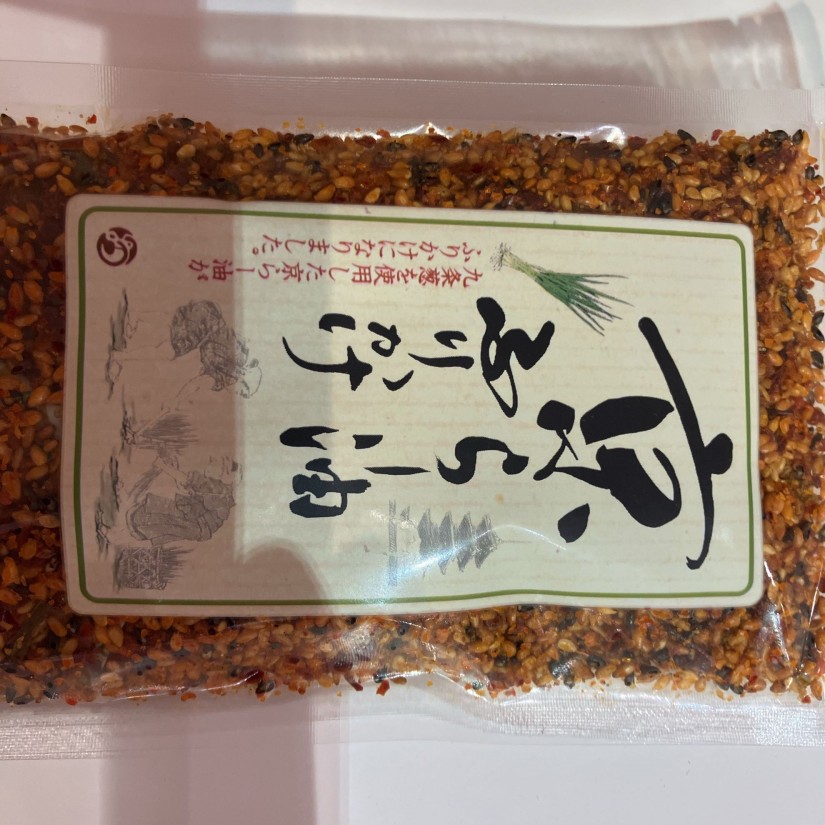 京らー油
ふりかけ
九条葱を使用した京らー油が
ふりかけになりました。